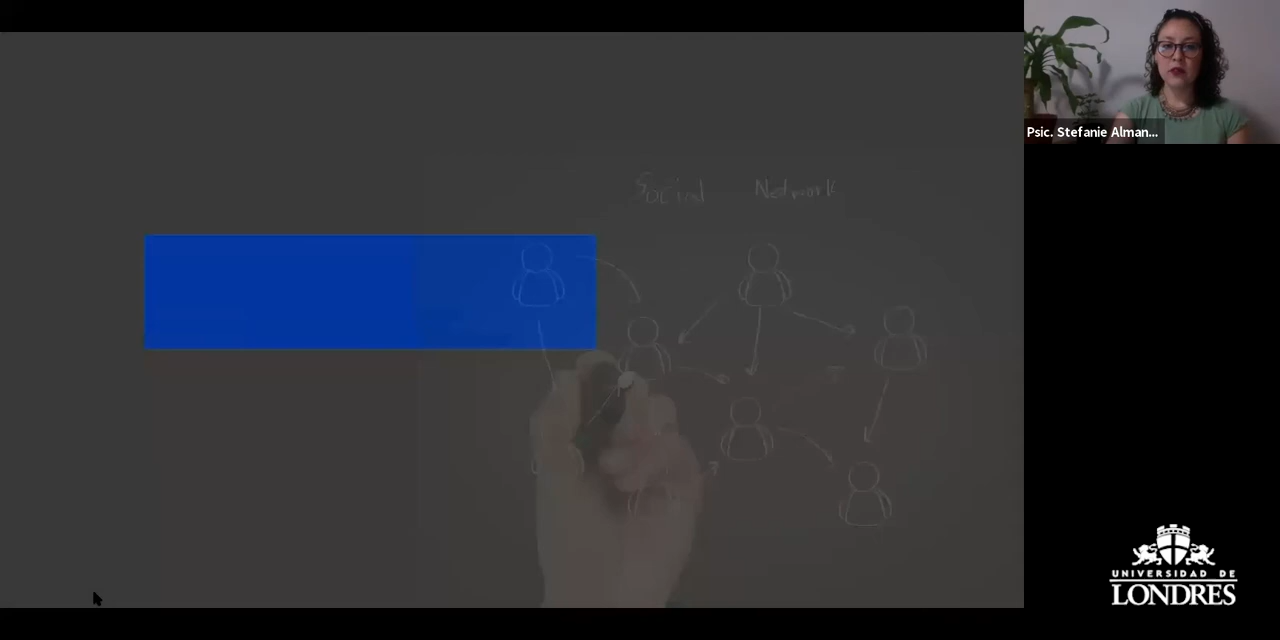 Social Network
Psic. Stefanie Alman...
UNIVERSIDAD DE
LONDRES